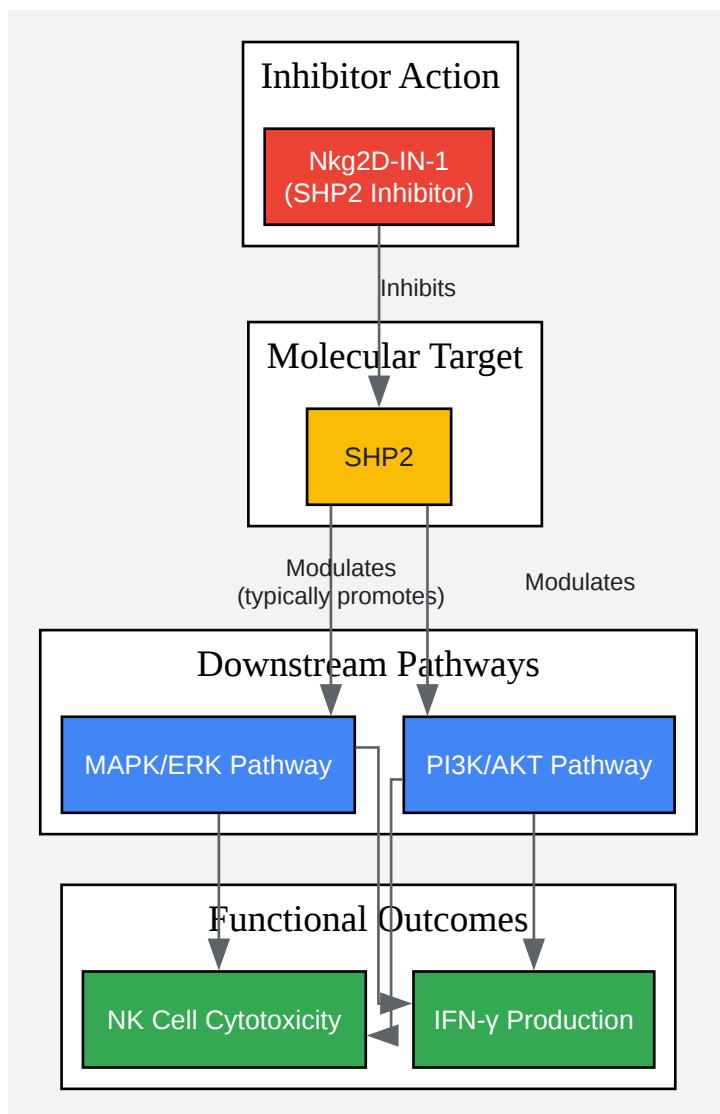 Inhibitor Action
Nkg2D-IN-1
(SHP2 Inhibitor)
Inhibits
Molecular Target
SHP2
Modulates
(typically promotes)
Modulates
Downstream Pathways
MAPK/ERK Pathway
PI3K/AKT Pathway
Functional Outcomes
NK Cell Cytotoxicity
IFN-γ Production